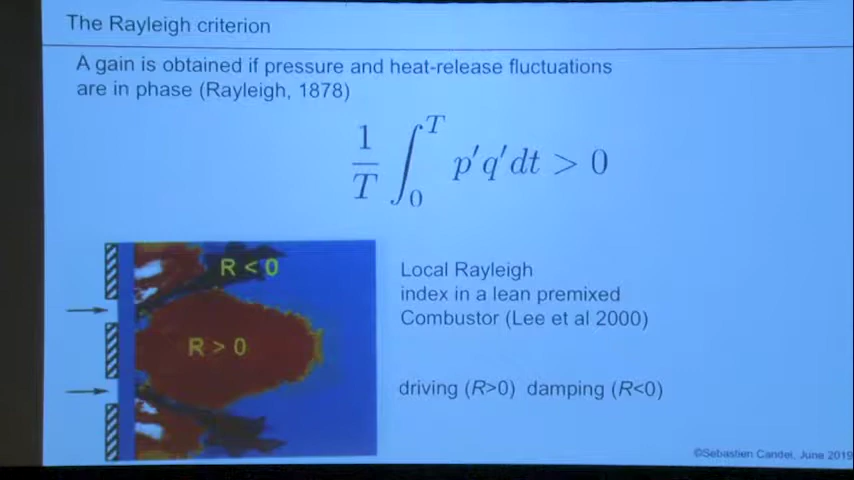 The Rayleigh criterion
A gain is obtained if pressure and heat-release fluctuations
are in phase (Rayleigh, 1878)
1/T ∫₀ᵀ p′q′dt > 0
R < 0
R > 0
Local Rayleigh
index in a lean premixed
Combustor (Lee et al 2000)
driving (R>0) damping (R<0)
©Sebastien Candel, June 2019